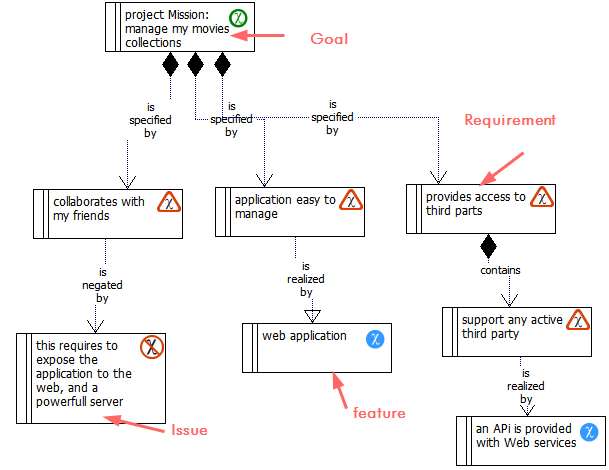 project Mission:
manage my movies
collections
χ
Goal
is
specified
by
is
specified
by
is
specified
by
Requirement
collaborates with
my friends
χ
application easy to
manage
χ
provides access to
third parts
χ
is
negated
by
is
realized
by
contains
this requires to
expose the
application to the
web, and a
powerfull server
χ
Issue
web application
χ
feature
support any active
third party
χ
is
realized
by
an APi is provided
with Web services
χ